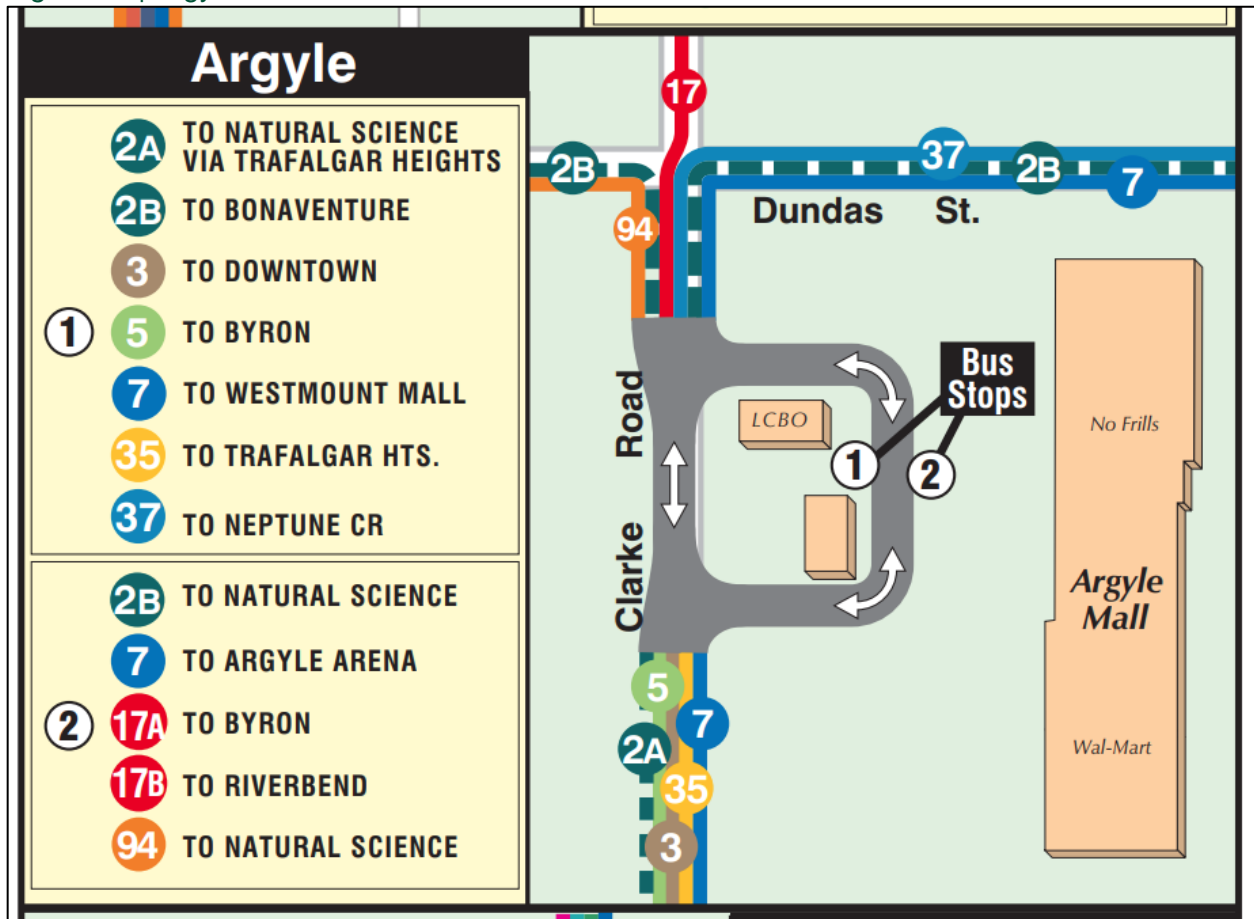 Argyle
1
2A TO NATURAL SCIENCE
VIA TRAFALGAR HEIGHTS
2B TO BONAVENTURE
3 TO DOWNTOWN
5 TO BYRON
7 TO WESTMOUNT MALL
35 TO TRAFALGAR HTS.
37 TO NEPTUNE CR
2
2B TO NATURAL SCIENCE
7 TO ARGYLE ARENA
17A TO BYRON
17B TO RIVERBEND
94 TO NATURAL SCIENCE
17
2B
37
2B
7
94
Dundas St.
Clarke Road
Bus
Stops
LCBO
1
2
No Frills
Argyle
Mall
Wal-Mart
5
7
2A
35
3